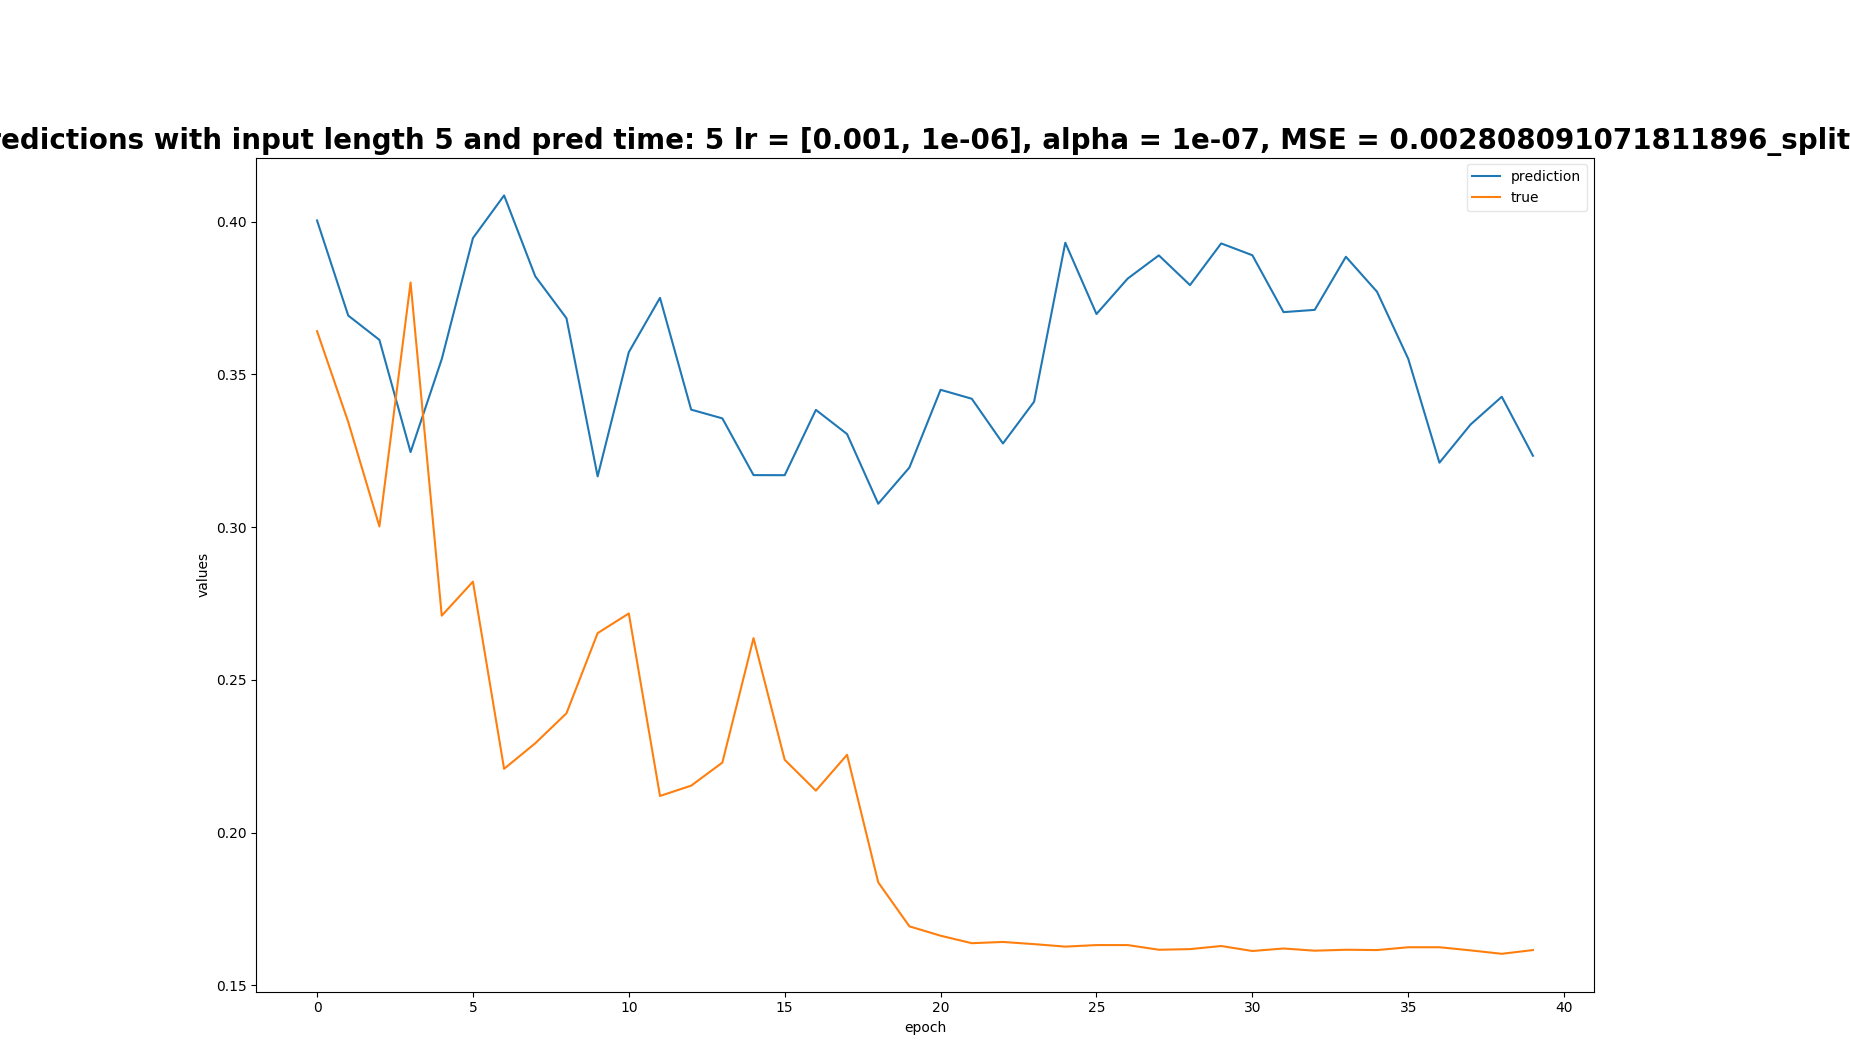 edictions with input length 5 and pred time: 5 lr = [0.001, 1e-06], alpha = 1e-07, MSE = 0.002808091071811896_split
prediction
true
0.40
0.35
0.30
0.25
0.20
0.15
values
0 5 10 15 20 25 30 35 40
epoch